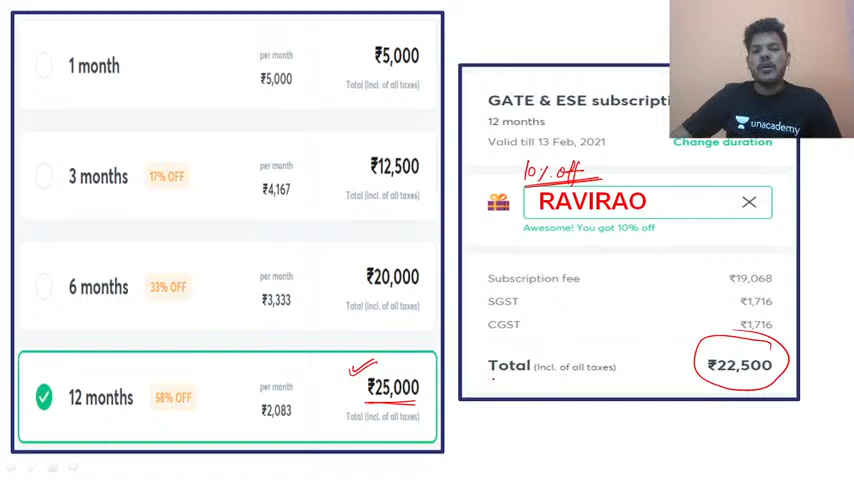 1 month
per month
₹5,000
₹5,000
Total (Incl. of all taxes)
3 months
17% OFF
per month
₹4,167
₹12,500
Total (Incl. of all taxes)
6 months
33% OFF
per month
₹3,333
₹20,000
Total (Incl. of all taxes)
12 months
58% OFF
per month
₹2,083
₹25,000
Total (Incl. of all taxes)
GATE & ESE subscripti
12 months
Valid till 13 Feb, 2021
Change duration
10% off
RAVIRAO
Awesome! You got 10% off
Subscription fee ₹19,068
SGST ₹1,716
CGST ₹1,716
Total (Incl. of all taxes) ₹22,500
unacademy